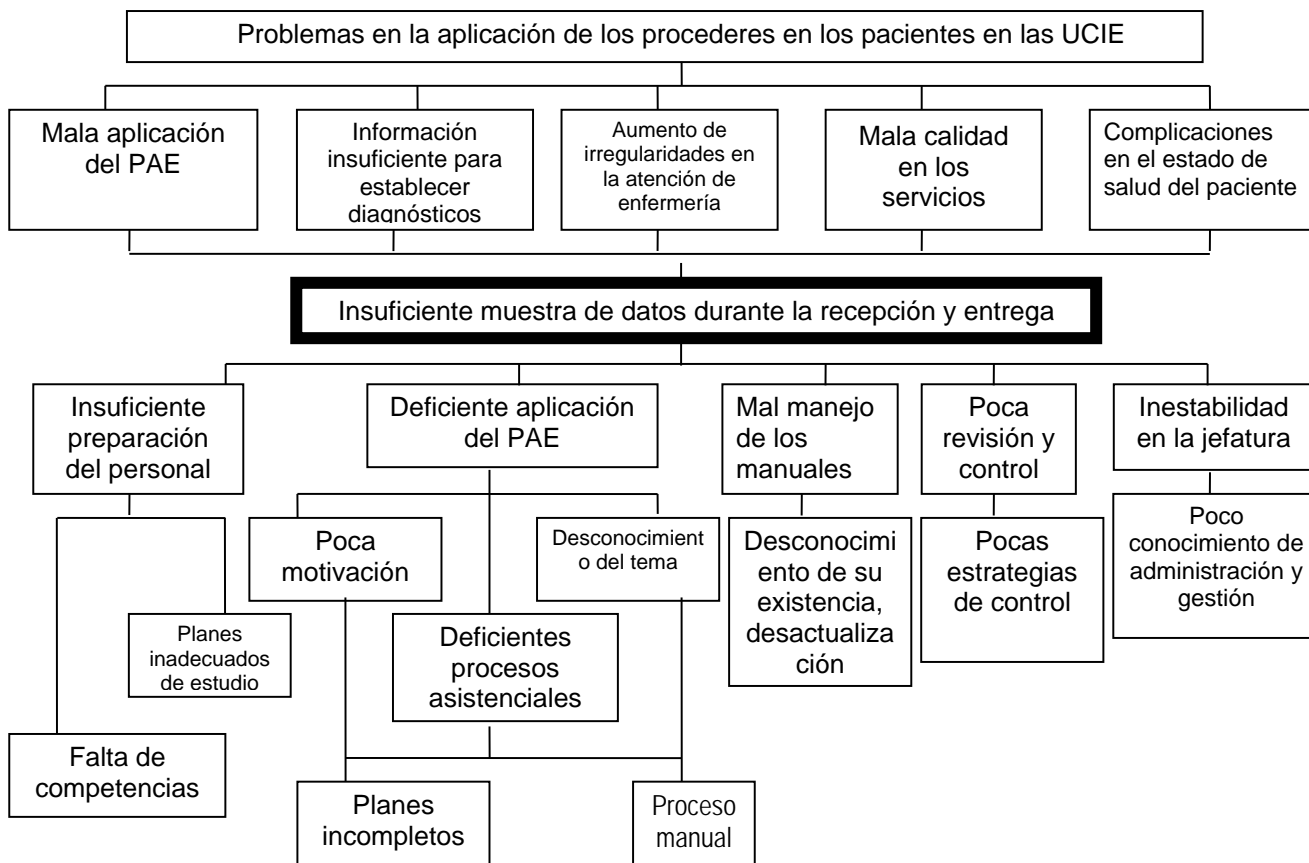 Problemas en la aplicación de los procederes en los pacientes en las UCIE
Mala aplicación
del PAE
Información
insuficiente para
establecer
diagnósticos
Aumento de
irregularidades en
la atención de
enfermería
Mala calidad
en los
servicios
Complicaciones
en el estado de
salud del paciente
Insuficiente muestra de datos durante la recepción y entrega
Insuficiente
preparación
del personal
Deficiente aplicación
del PAE
Mal manejo
de los
manuales
Poca
revisión y
control
Inestabilidad
en la jefatura
Poca
motivación
Desconocimient
o del tema
Desconocimi
ento de su
existencia,
desactualiza
ción
Pocas
estrategias
de control
Poco
conocimiento de
administración y
gestión
Planes
inadecuados
de estudio
Deficientes
procesos
asistenciales
Falta de
competencias
Planes
incompletos
Proceso
manual